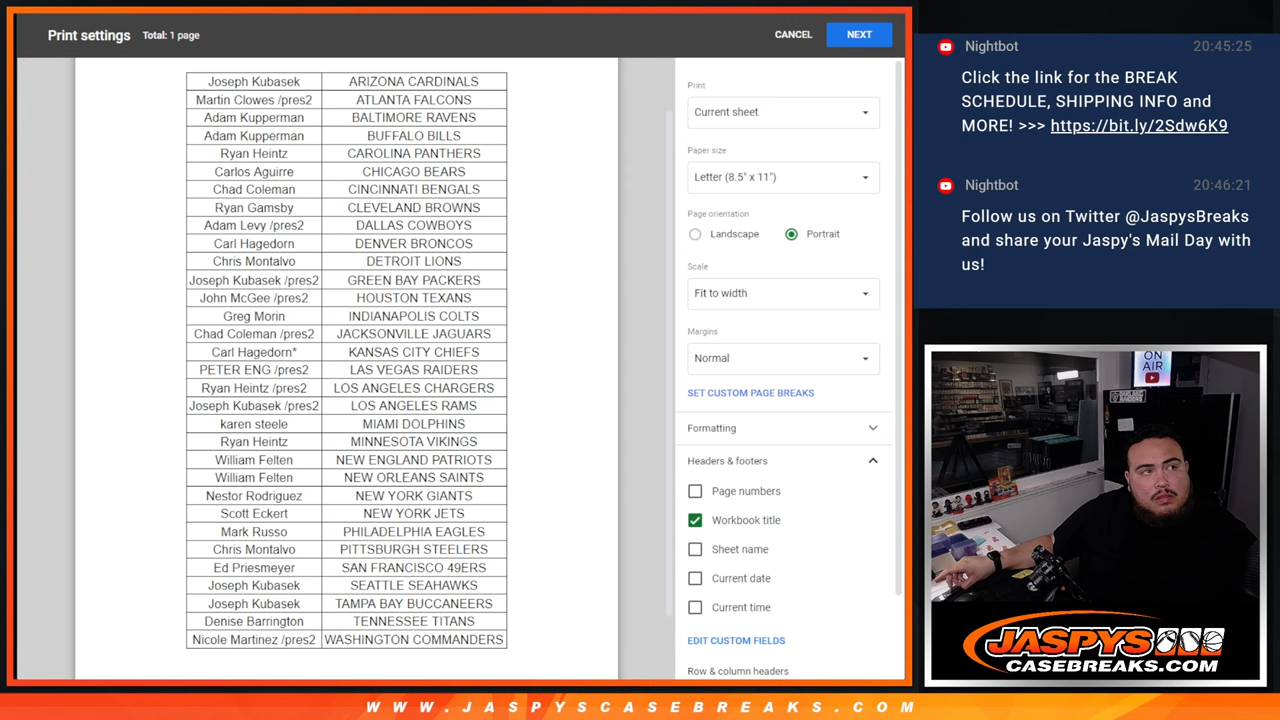 Print settings Total: 1 page CANCEL NEXT
Joseph Kubasek ARIZONA CARDINALS
Martin Clowes /pres2 ATLANTA FALCONS
Adam Kupperman BALTIMORE RAVENS
Adam Kupperman BUFFALO BILLS
Ryan Heintz CAROLINA PANTHERS
Carlos Aguirre CHICAGO BEARS
Chad Coleman CINCINNATI BENGALS
Ryan Gamsby CLEVELAND BROWNS
Adam Levy /pres2 DALLAS COWBOYS
Carl Hagedorn DENVER BRONCOS
Chris Montalvo DETROIT LIONS
Joseph Kubasek /pres2 GREEN BAY PACKERS
John McGee /pres2 HOUSTON TEXANS
Greg Morin INDIANAPOLIS COLTS
Chad Coleman /pres2 JACKSONVILLE JAGUARS
Carl Hagedorn* KANSAS CITY CHIEFS
PETER ENG /pres2 LAS VEGAS RAIDERS
Ryan Heintz /pres2 LOS ANGELES CHARGERS
Joseph Kubasek /pres2 LOS ANGELES RAMS
karen steele MIAMI DOLPHINS
Ryan Heintz MINNESOTA VIKINGS
William Felten NEW ENGLAND PATRIOTS
William Felten NEW ORLEANS SAINTS
Nestor Rodriguez NEW YORK GIANTS
Scott Eckert NEW YORK JETS
Mark Russo PHILADELPHIA EAGLES
Chris Montalvo PITTSBURGH STEELERS
Ed Priesmeyer SAN FRANCISCO 49ERS
Joseph Kubasek SEATTLE SEAHAWKS
Joseph Kubasek TAMPA BAY BUCCANEERS
Denise Barrington TENNESSEE TITANS
Nicole Martinez /pres2 WASHINGTON COMMANDERS
Print
Current sheet
Paper size
Letter (8.5" x 11")
Page orientation
Landscape Portrait
Scale
Fit to width
Margins
Normal
SET CUSTOM PAGE BREAKS
Formatting
Headers & footers
Page numbers
Workbook title
Sheet name
Current date
Current time
EDIT CUSTOM FIELDS
Row & column headers
Nightbot 20:45:25
Click the link for the BREAK
SCHEDULE, SHIPPING INFO and
MORE! >>> https://bit.ly/2Sdw6K9
Nightbot 20:46:21
Follow us on Twitter @JaspysBreaks
and share your Jaspy's Mail Day with
us!
ON
AIR
JASPYS
CASEBREAKS.COM
WWW.JASPYSCASEBREAKS.COM